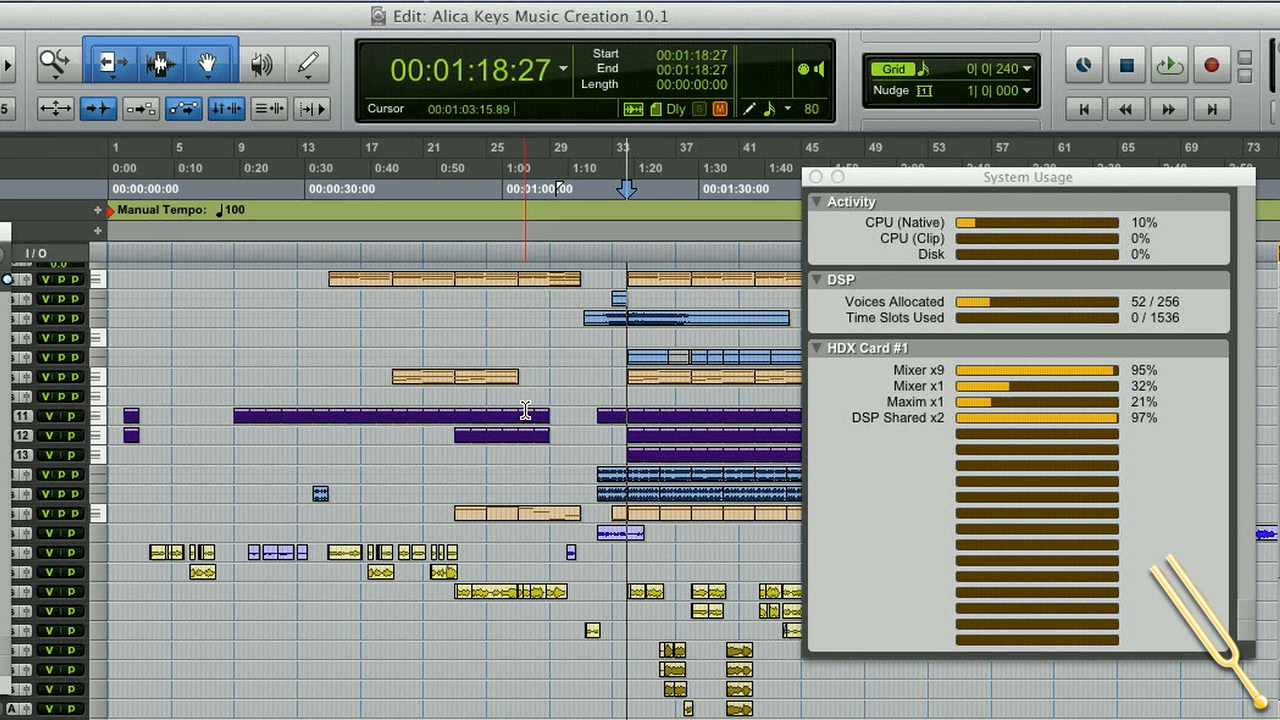 Edit: Alica Keys Music Creation 10.1
00:01:18:27
Start 00:01:18:27
End 00:01:18:27
Length 00:00:00:00
Cursor 00:01:03:15.89 Dly S M 80
Grid 0| 0| 240
Nudge 1| 0| 000
5
1 5 9 13 17 21 25 29 33 37 41 45 49 53 57 61 65 69 73
0:00 0:10 0:20 0:30 0:40 0:50 1:00 1:10 1:20 1:30 1:40
00:00:00:00 00:00:30:00 00:01:00:00 00:01:30:00
Manual Tempo: 100
I / O
V P P
V P P
V P P
V P P
V P P
V P P
V P P
11 V P
12 V P
13 V P
V P
V P
V P
V P
V P
V P
V P
V P
V P
V P
V P
V P
A V P
System Usage
Activity
CPU (Native) 10%
CPU (Clip) 0%
Disk 0%
DSP
Voices Allocated 52 / 256
Time Slots Used 0 / 1536
HDX Card #1
Mixer x9 95%
Mixer x1 32%
Maxim x1 21%
DSP Shared x2 97%